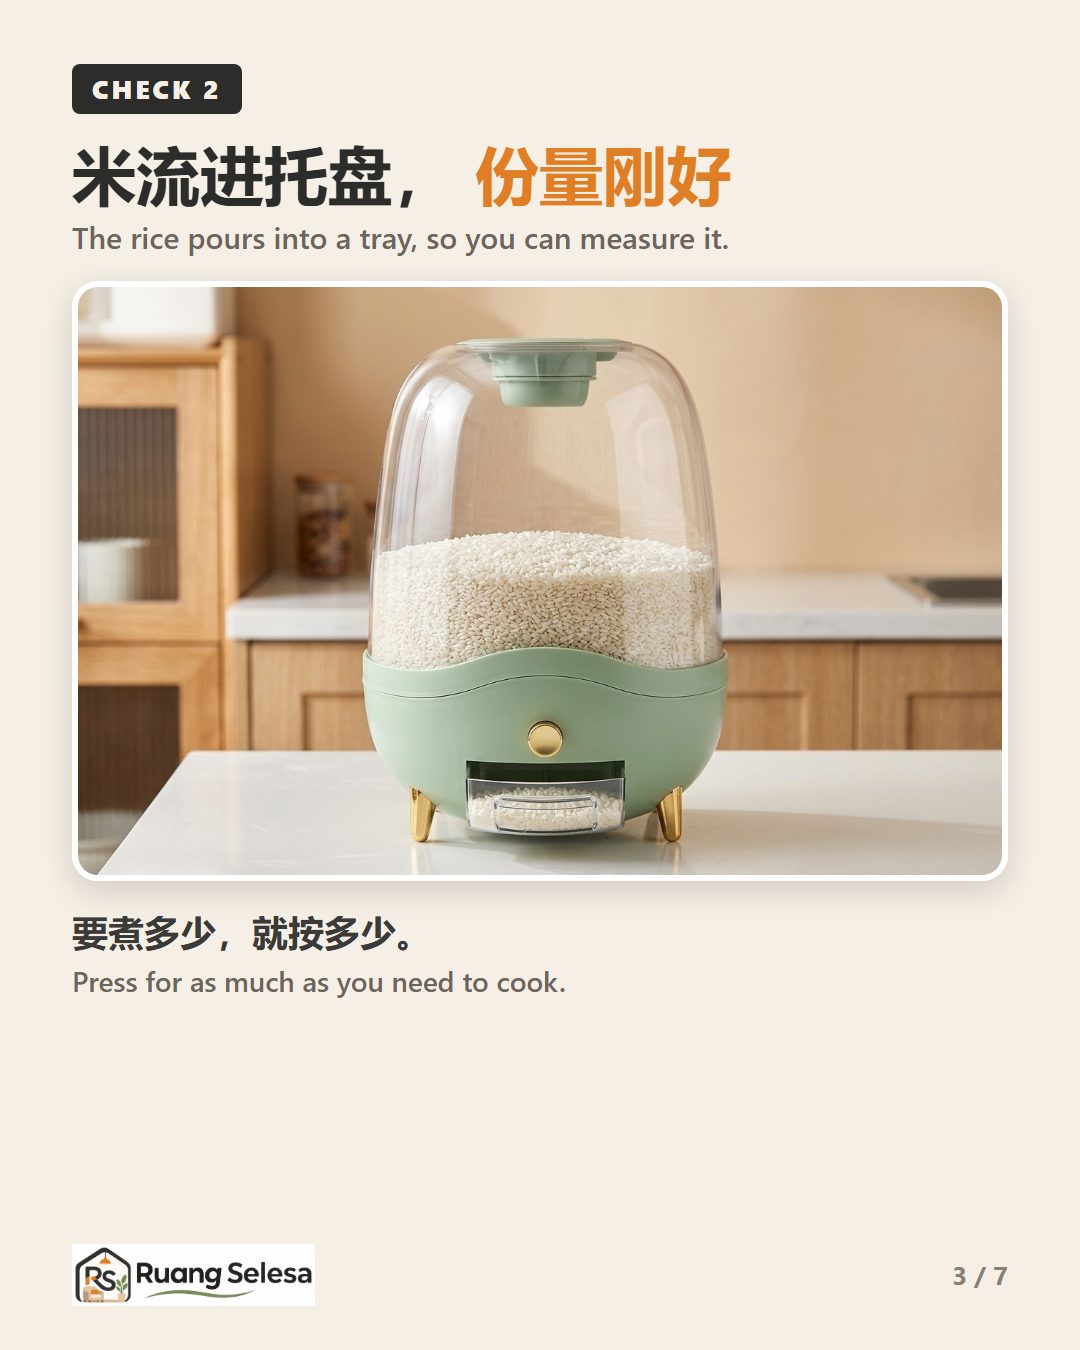 CHECK 2
米流进托盘， 份量刚好
The rice pours into a tray, so you can measure it.
要煮多少，就按多少。
Press for as much as you need to cook.
RS Ruang Selesa
3 / 7